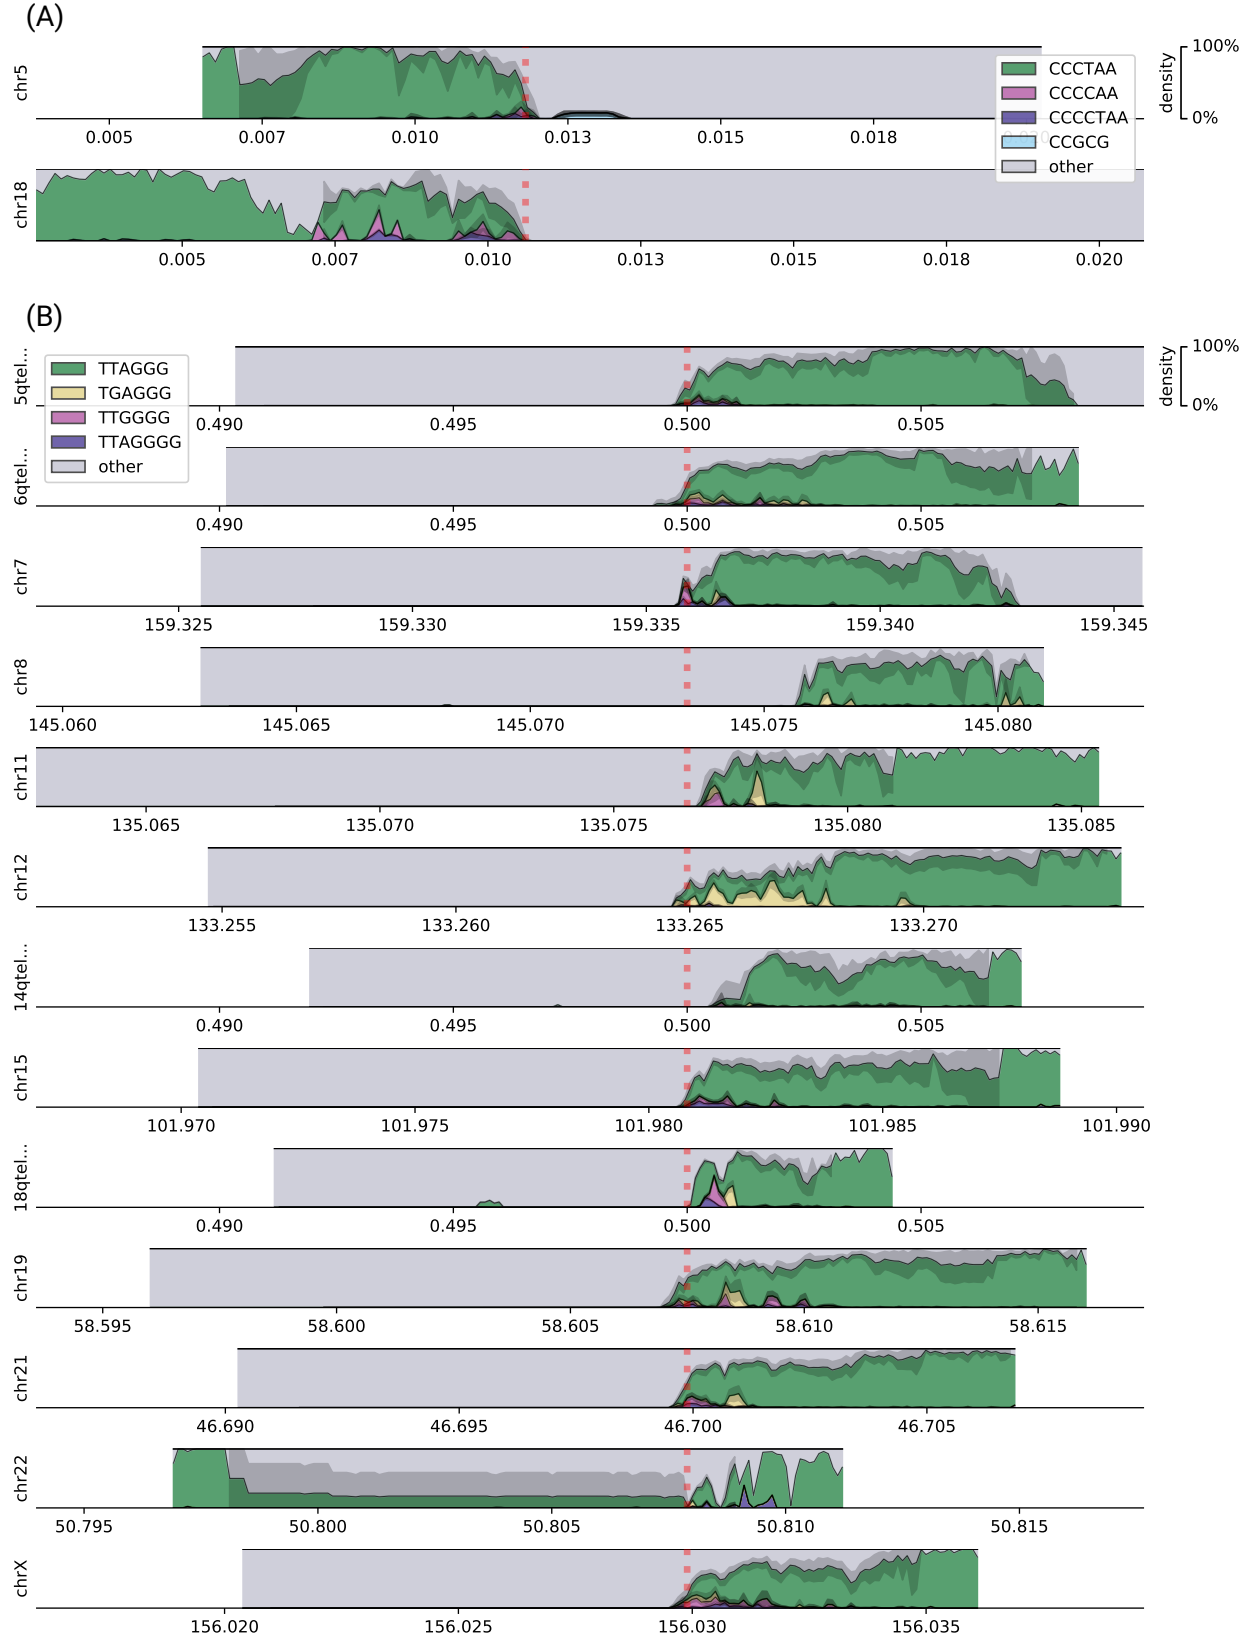 (A)
chr5
0.005 0.007 0.010 0.013 0.015 0.018 0.020
density
100%
0%
CCCTAA
CCCCAA
CCCCTAA
CCGCG
other
chr18
0.005 0.007 0.010 0.013 0.015 0.018 0.020
(B)
5qtel...
0.490 0.495 0.500 0.505
density
100%
0%
TTAGGG
TGAGGG
TTGGGG
TTAGGGG
other
6qtel...
0.490 0.495 0.500 0.505
chr7
159.325 159.330 159.335 159.340 159.345
chr8
145.060 145.065 145.070 145.075 145.080
chr11
135.065 135.070 135.075 135.080 135.085
chr12
133.255 133.260 133.265 133.270
14qtel...
0.490 0.495 0.500 0.505
chr15
101.970 101.975 101.980 101.985 101.990
18qtel...
0.490 0.495 0.500 0.505
chr19
58.595 58.600 58.605 58.610 58.615
chr21
46.690 46.695 46.700 46.705
chr22
50.795 50.800 50.805 50.810 50.815
chrX
156.020 156.025 156.030 156.035